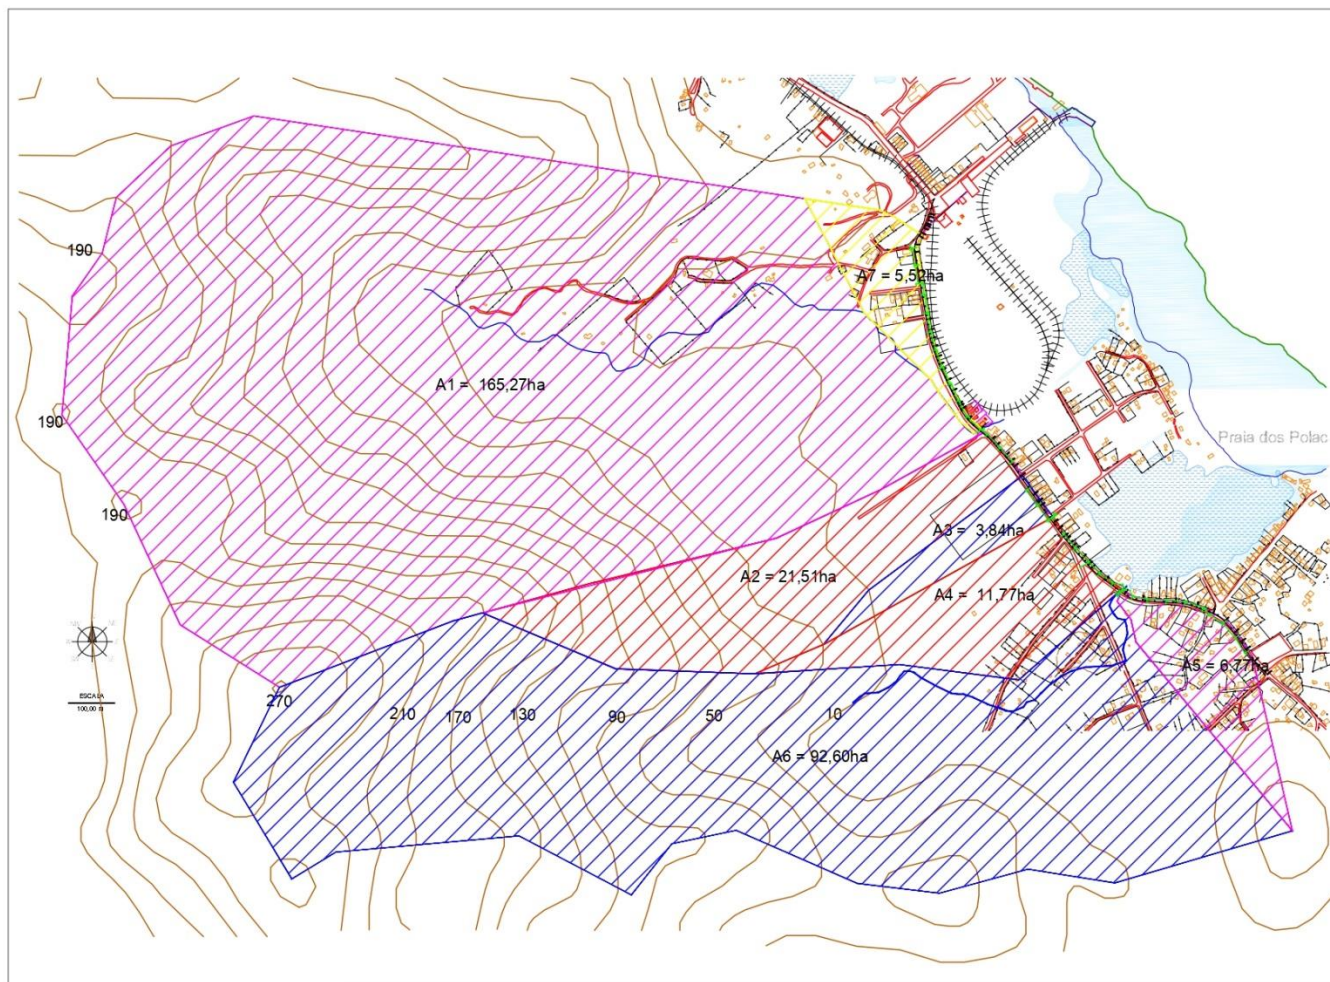 190
A7 = 5,52ha
A1 = 165,27ha
190
Praia dos Polac
190
A3 = 3,84ha
A2 = 21,51ha
A4 = 11,77ha
A5 = 6,77ha
ESCALA
100,00 m
270
210
170
130
90
50
10
A6 = 92,60ha